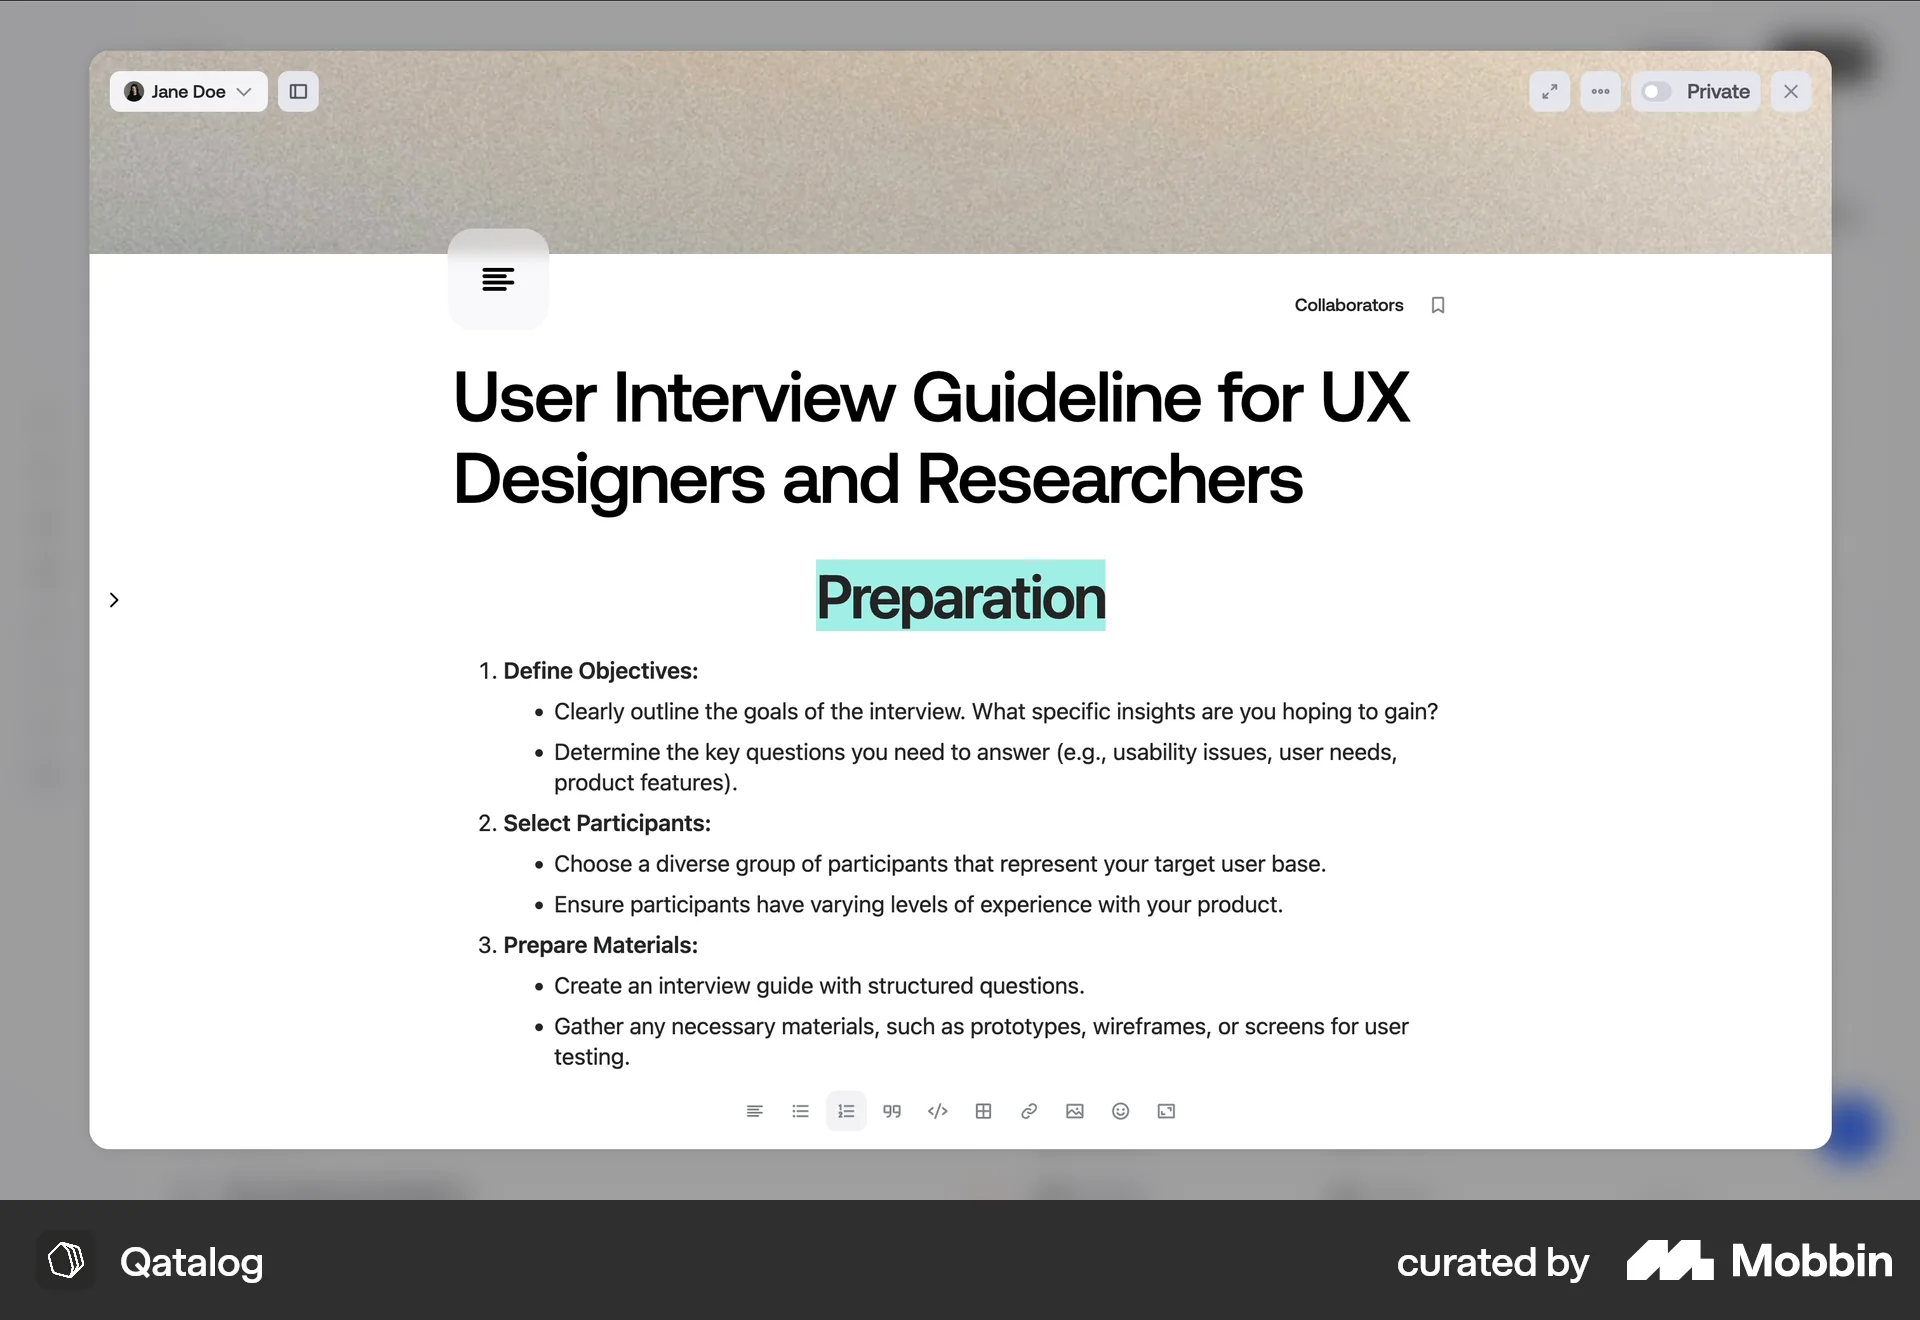 Jane Doe
Private
Collaborators
User Interview Guideline for UX
Designers and Researchers
Preparation
1. Define Objectives:
• Clearly outline the goals of the interview. What specific insights are you hoping to gain?
• Determine the key questions you need to answer (e.g., usability issues, user needs,
product features).
2. Select Participants:
• Choose a diverse group of participants that represent your target user base.
• Ensure participants have varying levels of experience with your product.
3. Prepare Materials:
• Create an interview guide with structured questions.
• Gather any necessary materials, such as prototypes, wireframes, or screens for user
testing.
Qatalog
curated by Mobbin